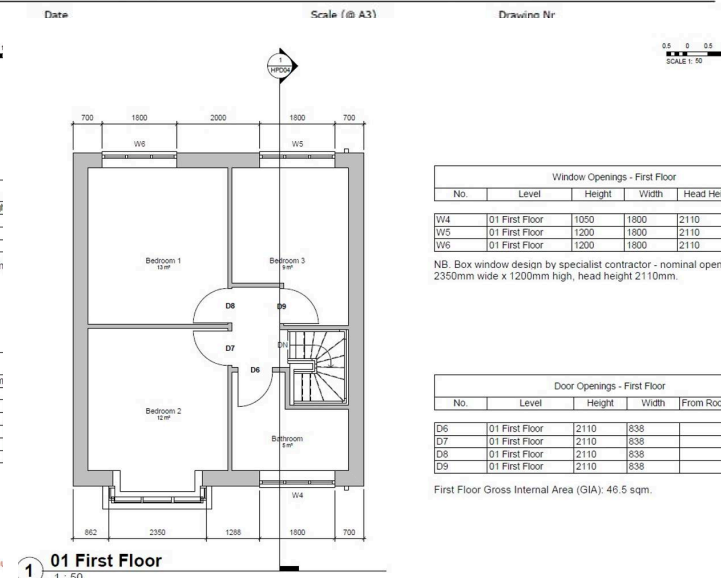 Date Scale (@ A3) Drawing Nr
0.5 0 0.5
SCALE 1: 50
1
HPD04
700 1800 2000 1800 700
W6 W5
Bedroom 1
13 m²
Bedroom 3
9 m²
D8 D9
D7
DN
D6
Bedroom 2
12 m²
Bathroom
5 m²
W4
862 2350 1288 1800 700
1 01 First Floor
1 : 50
Window Openings - First Floor
No. Level Height Width Head Hei
W4 01 First Floor 1050 1800 2110
W5 01 First Floor 1200 1800 2110
W6 01 First Floor 1200 1800 2110
NB. Box window design by specialist contractor - nominal open
2350mm wide x 1200mm high, head height 2110mm.
Door Openings - First Floor
No. Level Height Width From Roo
D6 01 First Floor 2110 838
D7 01 First Floor 2110 838
D8 01 First Floor 2110 838
D9 01 First Floor 2110 838
First Floor Gross Internal Area (GIA): 46.5 sqm.